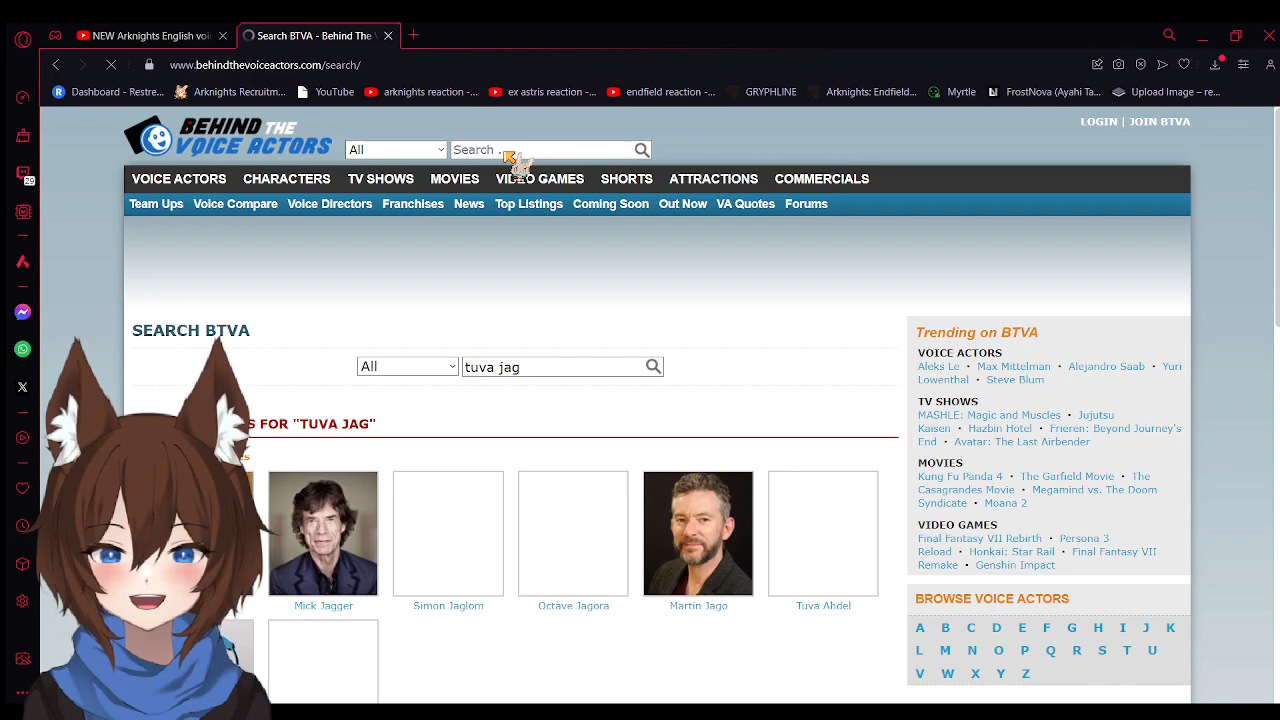 NEW Arknights English voi
Search BTVA - Behind The V
www.behindthevoiceactors.com/search/
Dashboard - Restre...
Arknights Recruitm...
YouTube
arknights reaction -...
ex astris reaction -...
endfield reaction -...
GRYPHLINE
Arknights: Endfield...
Myrtle
FrostNova (Ayahi Ta...
Upload Image – re...
LOGIN | JOIN BTVA
BEHIND THE
VOICE ACTORS
All
Search .
VOICE ACTORS
CHARACTERS
TV SHOWS
MOVIES
VIDEO GAMES
SHORTS
ATTRACTIONS
COMMERCIALS
Team Ups
Voice Compare
Voice Directors
Franchises
News
Top Listings
Coming Soon
Out Now
VA Quotes
Forums
29
SEARCH BTVA
All
tuva jag
S FOR "TUVA JAG"
Mick Jagger
Simon Jaglom
Octave Jagora
Martin Jago
Tuva Ahdel
Trending on BTVA
VOICE ACTORS
Aleks Le • Max Mittelman • Alejandro Saab • Yuri
Lowenthal • Steve Blum
TV SHOWS
MASHLE: Magic and Muscles • Jujutsu
Kaisen • Hazbin Hotel • Frieren: Beyond Journey's
End • Avatar: The Last Airbender
MOVIES
Kung Fu Panda 4 • The Garfield Movie • The
Casagrandes Movie • Megamind vs. The Doom
Syndicate • Moana 2
VIDEO GAMES
Final Fantasy VII Rebirth • Persona 3
Reload • Honkai: Star Rail • Final Fantasy VII
Remake • Genshin Impact
BROWSE VOICE ACTORS
A B C D E F G H I J K
L M N O P Q R S T U
V W X Y Z